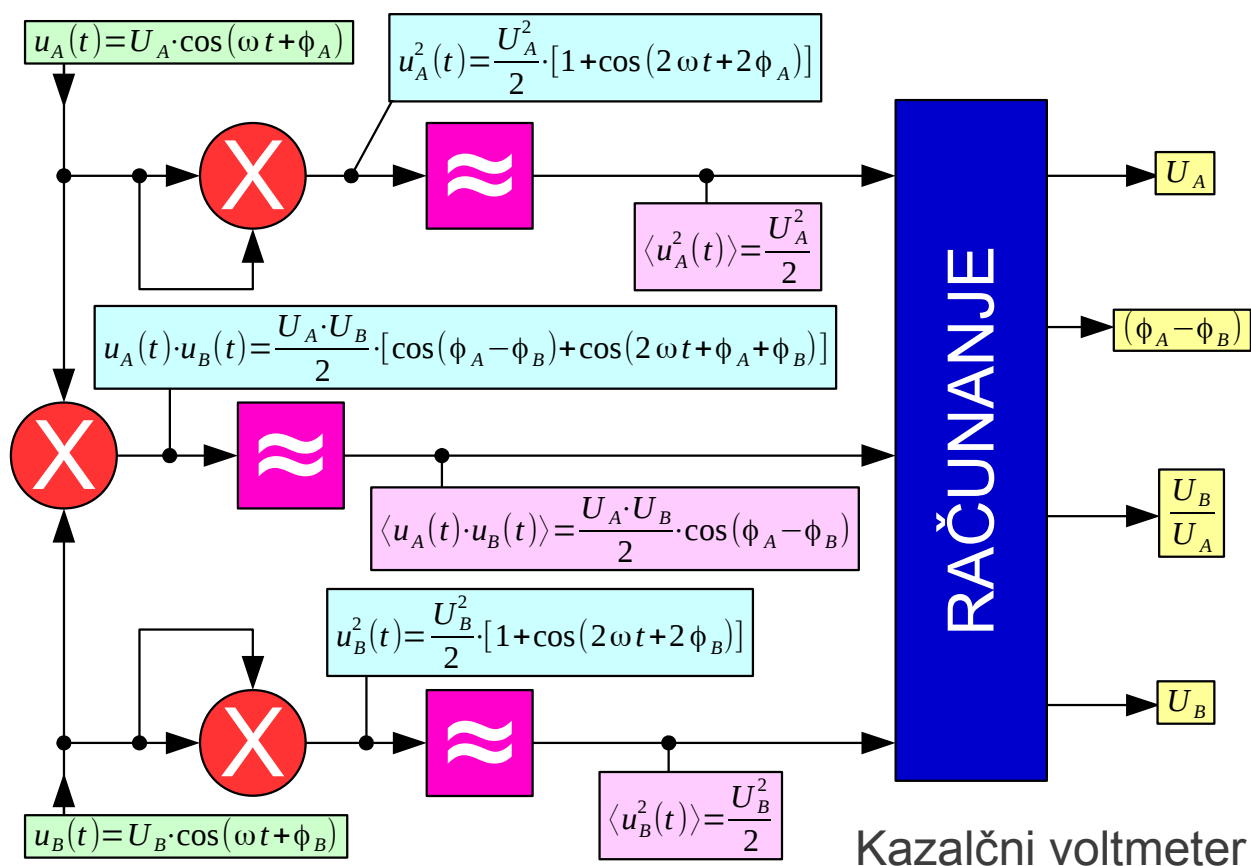 u_A(t)=U_A·cos(ωt+ϕ_A)
u_A^2(t)=U_A^2/2·[1+cos(2ωt+2ϕ_A)]
X
≈
⟨u_A^2(t)⟩=U_A^2/2
U_A
(ϕ_A−ϕ_B)
u_A(t)·u_B(t)=U_A·U_B/2·[cos(ϕ_A−ϕ_B)+cos(2ωt+ϕ_A+ϕ_B)]
X
≈
⟨u_A(t)·u_B(t)⟩=U_A·U_B/2·cos(ϕ_A−ϕ_B)
RAČUNANJE
U_B/U_A
u_B^2(t)=U_B^2/2·[1+cos(2ωt+2ϕ_B)]
X
≈
⟨u_B^2(t)⟩=U_B^2/2
U_B
u_B(t)=U_B·cos(ωt+ϕ_B)
Kazalčni voltmeter